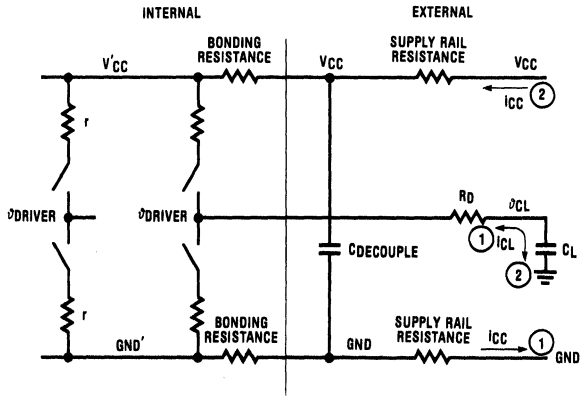 INTERNAL
EXTERNAL
BONDING
RESISTANCE
SUPPLY RAIL
RESISTANCE
V'CC
VCC
VCC
iCC
2
r
RD
ϑCL
ϑDRIVER
ϑDRIVER
1
iCL
CL
2
CDECOUPLE
r
BONDING
RESISTANCE
SUPPLY RAIL
RESISTANCE
iCC
1
GND'
GND
GND